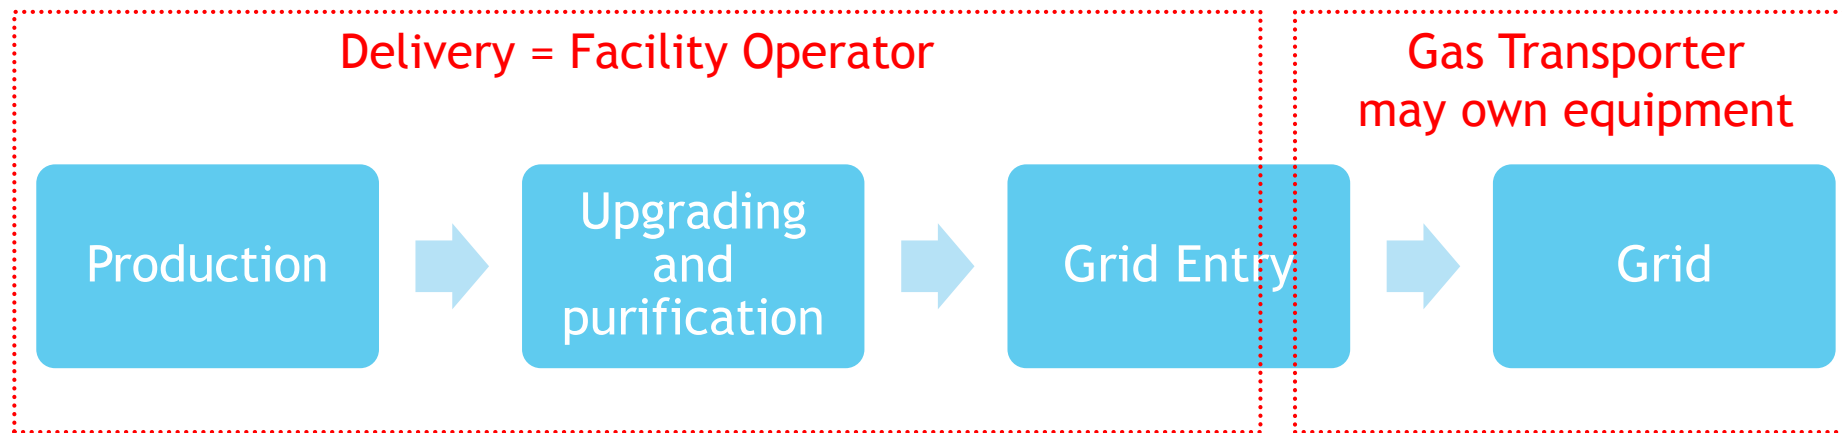 Delivery = Facility Operator
Gas Transporter
may own equipment
Production
Upgrading
and
purification
Grid Entry
Grid